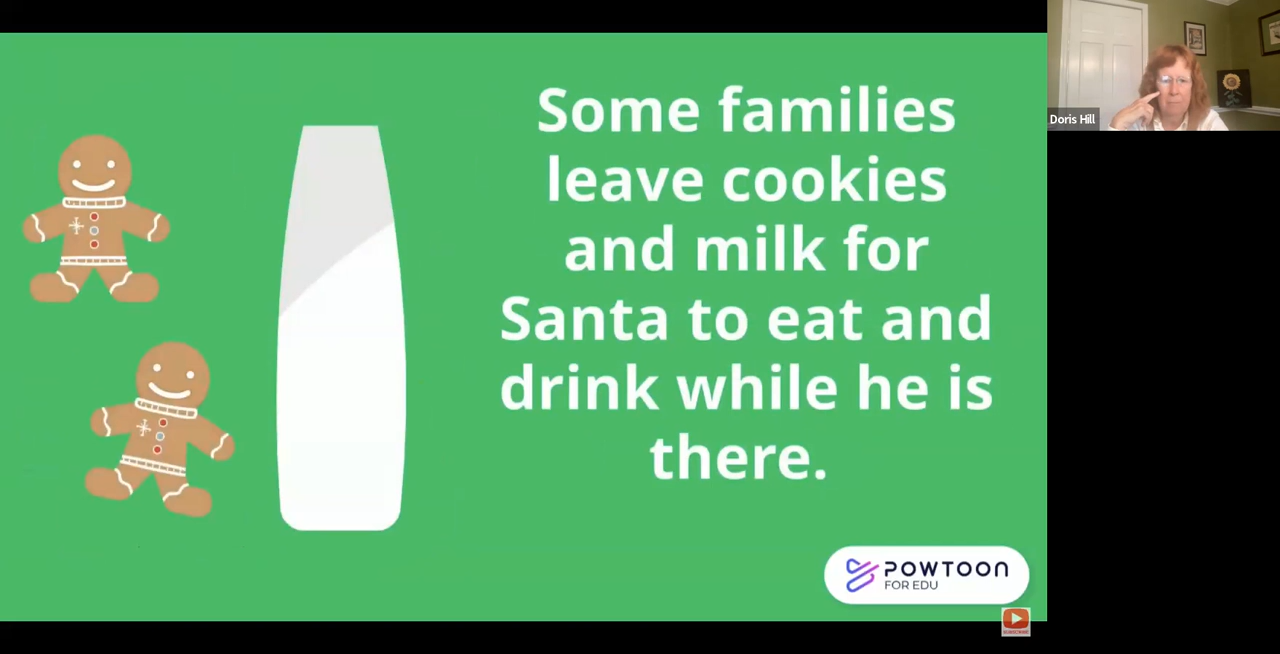 Some families
leave cookies
and milk for
Santa to eat and
drink while he is
there.
POWTOON
FOR EDU
Doris Hill
SUBSCRIBE